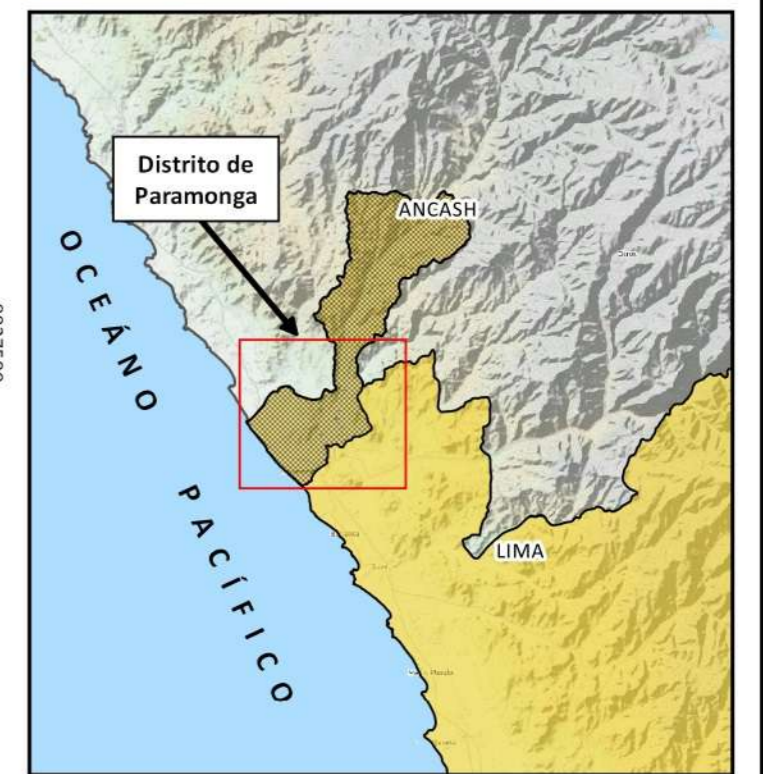 Distrito de
Paramonga
ANCASH
OCEÁNO
PACÍFICO
LIMA